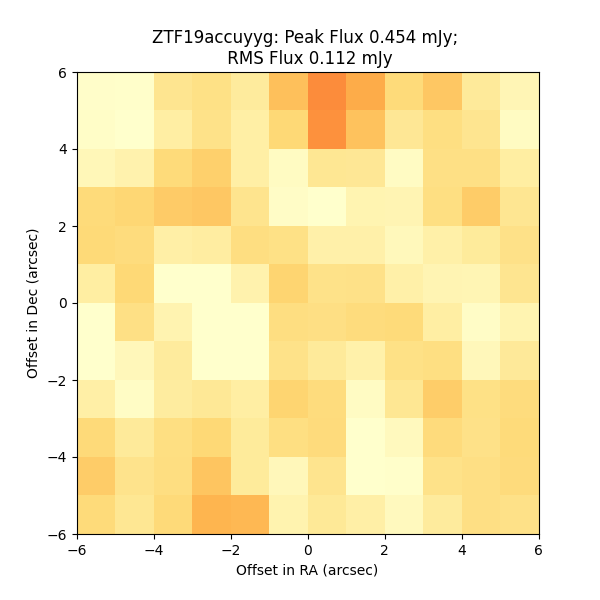 ZTF19accuyyg: Peak Flux 0.454 mJy;
RMS Flux 0.112 mJy
6
4
2
0
−2
−4
−6
Offset in Dec (arcsec)
−6 −4 −2 0 2 4 6
Offset in RA (arcsec)